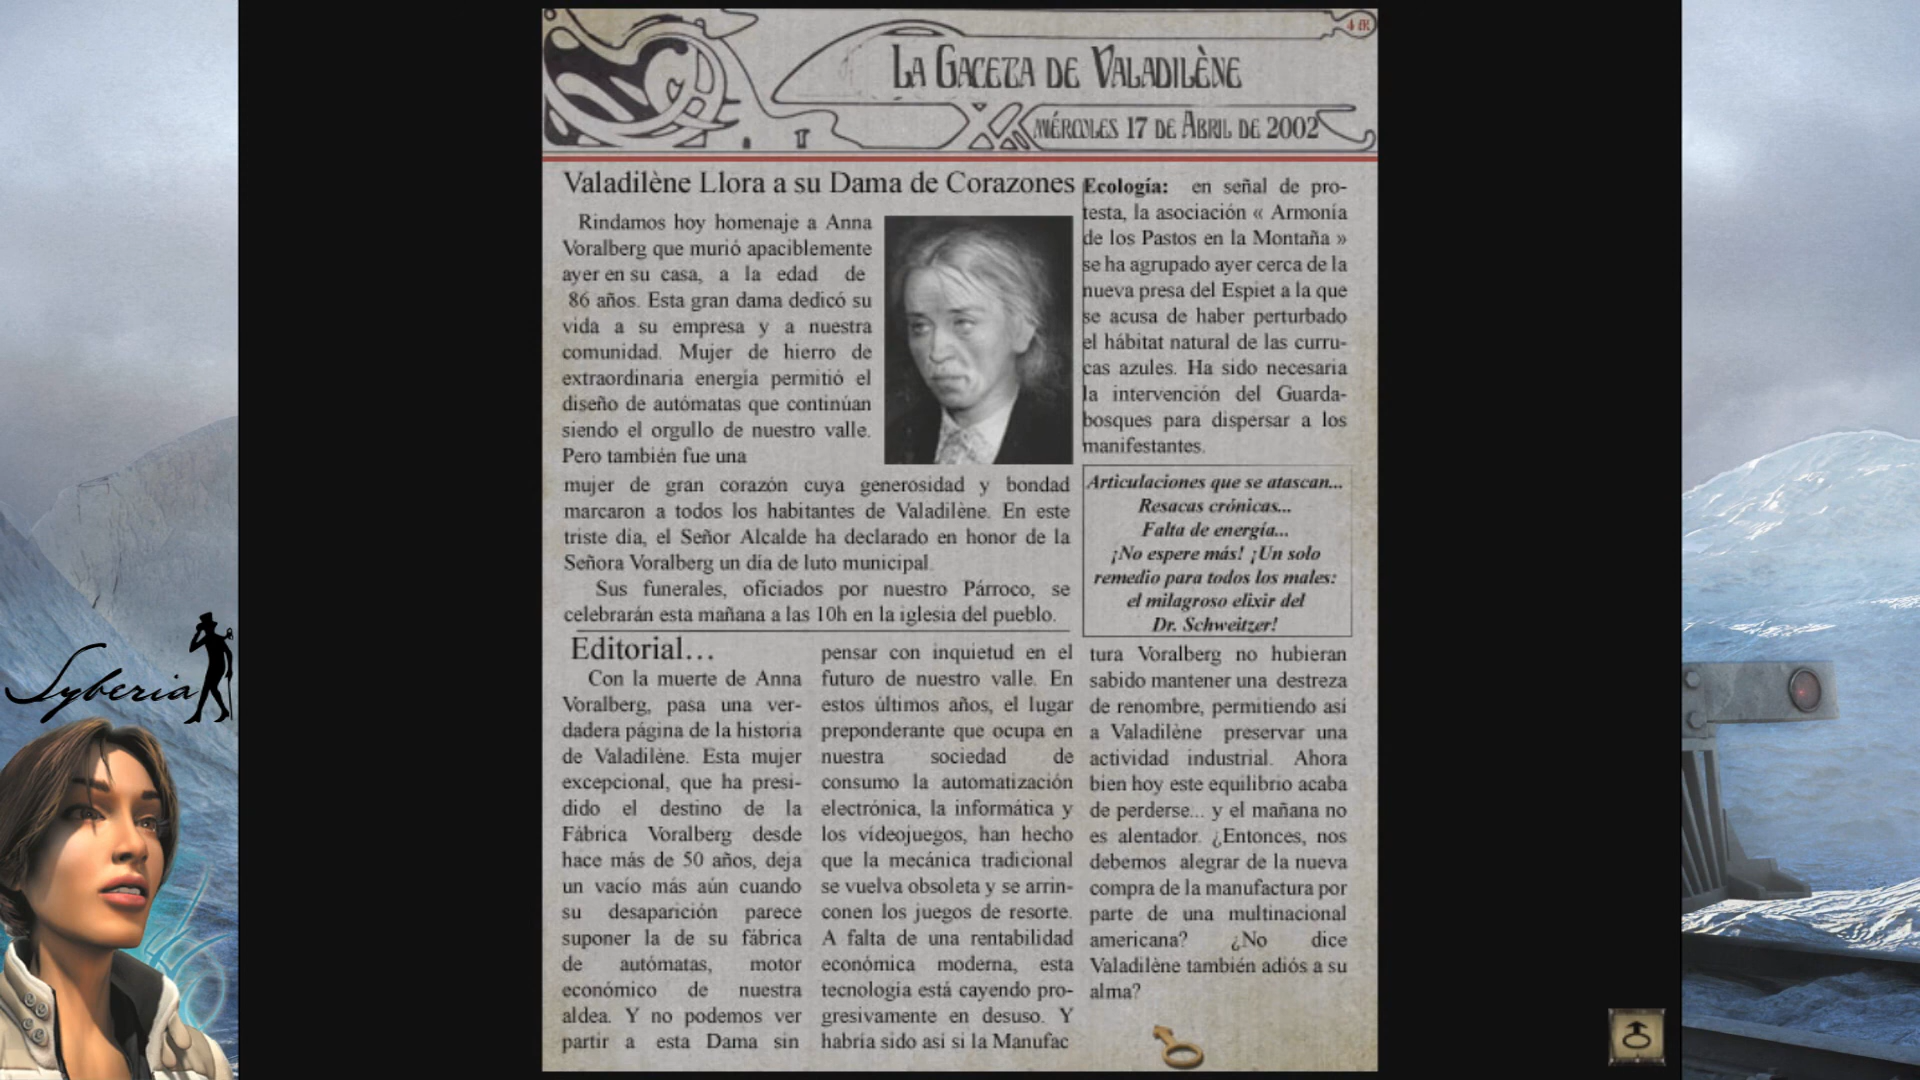 4 fR
La Gaceta de Valadilène
miércoles 17 de Abril de 2002
Valadilène Llora a su Dama de Corazones
Rindamos hoy homenaje a Anna
Voralberg que murió apaciblemente
ayer en su casa, a la edad de
86 años. Esta gran dama dedicó su
vida a su empresa y a nuestra
comunidad. Mujer de hierro de
extraordinaria energía permitió el
diseño de autómatas que continúan
siendo el orgullo de nuestro valle.
Pero también fue una
mujer de gran corazón cuya generosidad y bondad
marcaron a todos los habitantes de Valadilène. En este
triste día, el Señor Alcalde ha declarado en honor de la
Señora Voralberg un día de luto municipal.
Sus funerales, oficiados por nuestro Párroco, se
celebrarán esta mañana a las 10h en la iglesia del pueblo.
Ecología: en señal de pro-
testa, la asociación « Armonía
de los Pastos en la Montaña »
se ha agrupado ayer cerca de la
nueva presa del Espiet a la que
se acusa de haber perturbado
el hábitat natural de las curru-
cas azules. Ha sido necesaria
la intervención del Guarda-
bosques para dispersar a los
manifestantes.
Articulaciones que se atascan...
Resacas crónicas...
Falta de energía...
¡No espere más! ¡Un solo
remedio para todos los males:
el milagroso elixir del
Dr. Schweitzer!
Editorial...
Con la muerte de Anna
Voralberg, pasa una ver-
dadera página de la historia
de Valadilène. Esta mujer
excepcional, que ha presi-
dido el destino de la
Fábrica Voralberg desde
hace más de 50 años, deja
un vacío más aún cuando
su desaparición parece
suponer la de su fábrica
de autómatas, motor
económico de nuestra
aldea. Y no podemos ver
partir a esta Dama sin
pensar con inquietud en el
futuro de nuestro valle. En
estos últimos años, el lugar
preponderante que ocupa en
nuestra sociedad de
consumo la automatización
electrónica, la informática y
los vídeojuegos, han hecho
que la mecánica tradicional
se vuelva obsoleta y se arrin-
conen los juegos de resorte.
A falta de una rentabilidad
económica moderna, esta
tecnología está cayendo pro-
gresivamente en desuso. Y
habría sido así si la Manufac
tura Voralberg no hubieran
sabido mantener una destreza
de renombre, permitiendo así
a Valadilène preservar una
actividad industrial. Ahora
bien hoy este equilibrio acaba
de perderse... y el mañana no
es alentador. ¿Entonces, nos
debemos alegrar de la nueva
compra de la manufactura por
parte de una multinacional
americana? ¿No dice
Valadilène también adiós a su
alma?
Syberia